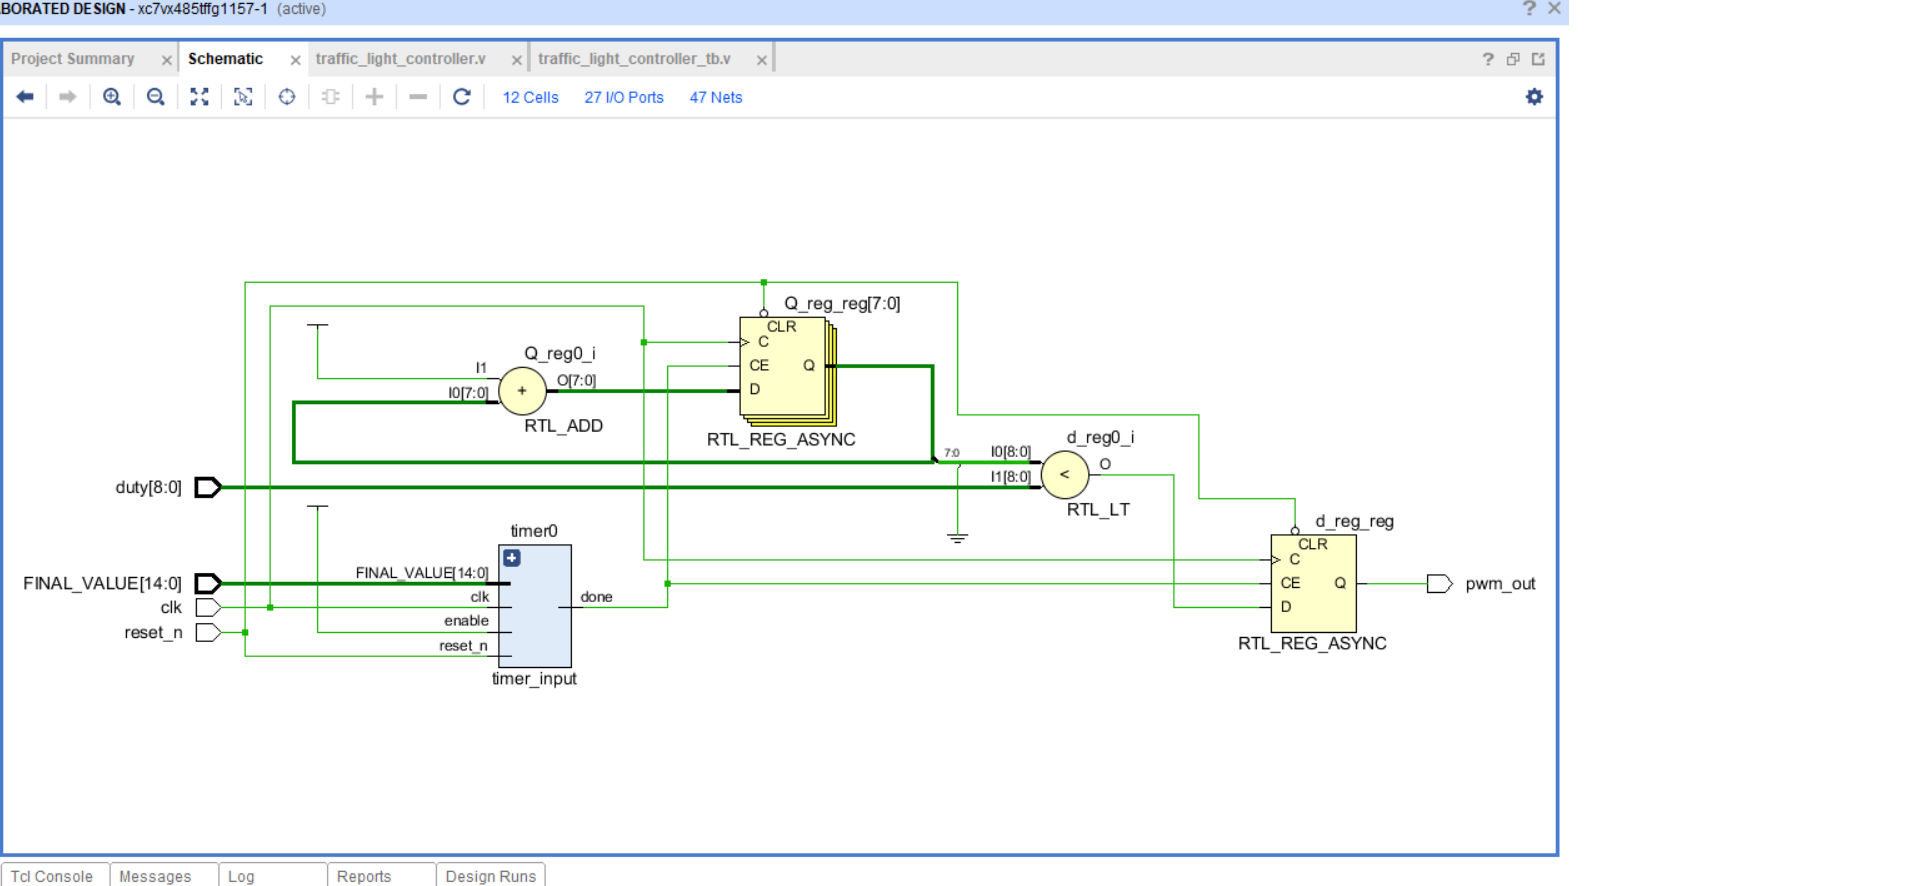 BORATED DESIGN - xc7vx485tffg1157-1 (active)
Project Summary
Schematic
traffic_light_controller.v
traffic_light_controller_tb.v
12 Cells
27 I/O Ports
47 Nets
Q_reg_reg[7:0]
CLR
C
CE
Q
D
RTL_REG_ASYNC
Q_reg0_i
I1
I0[7:0]
+
O[7:0]
RTL_ADD
d_reg0_i
7:0
I0[8:0]
I1[8:0]
<
O
RTL_LT
duty[8:0]
timer0
FINAL_VALUE[14:0]
FINAL_VALUE[14:0]
clk
clk
enable
reset_n
reset_n
done
timer_input
d_reg_reg
CLR
C
CE
Q
D
RTL_REG_ASYNC
pwm_out
Tcl Console
Messages
Log
Reports
Design Runs